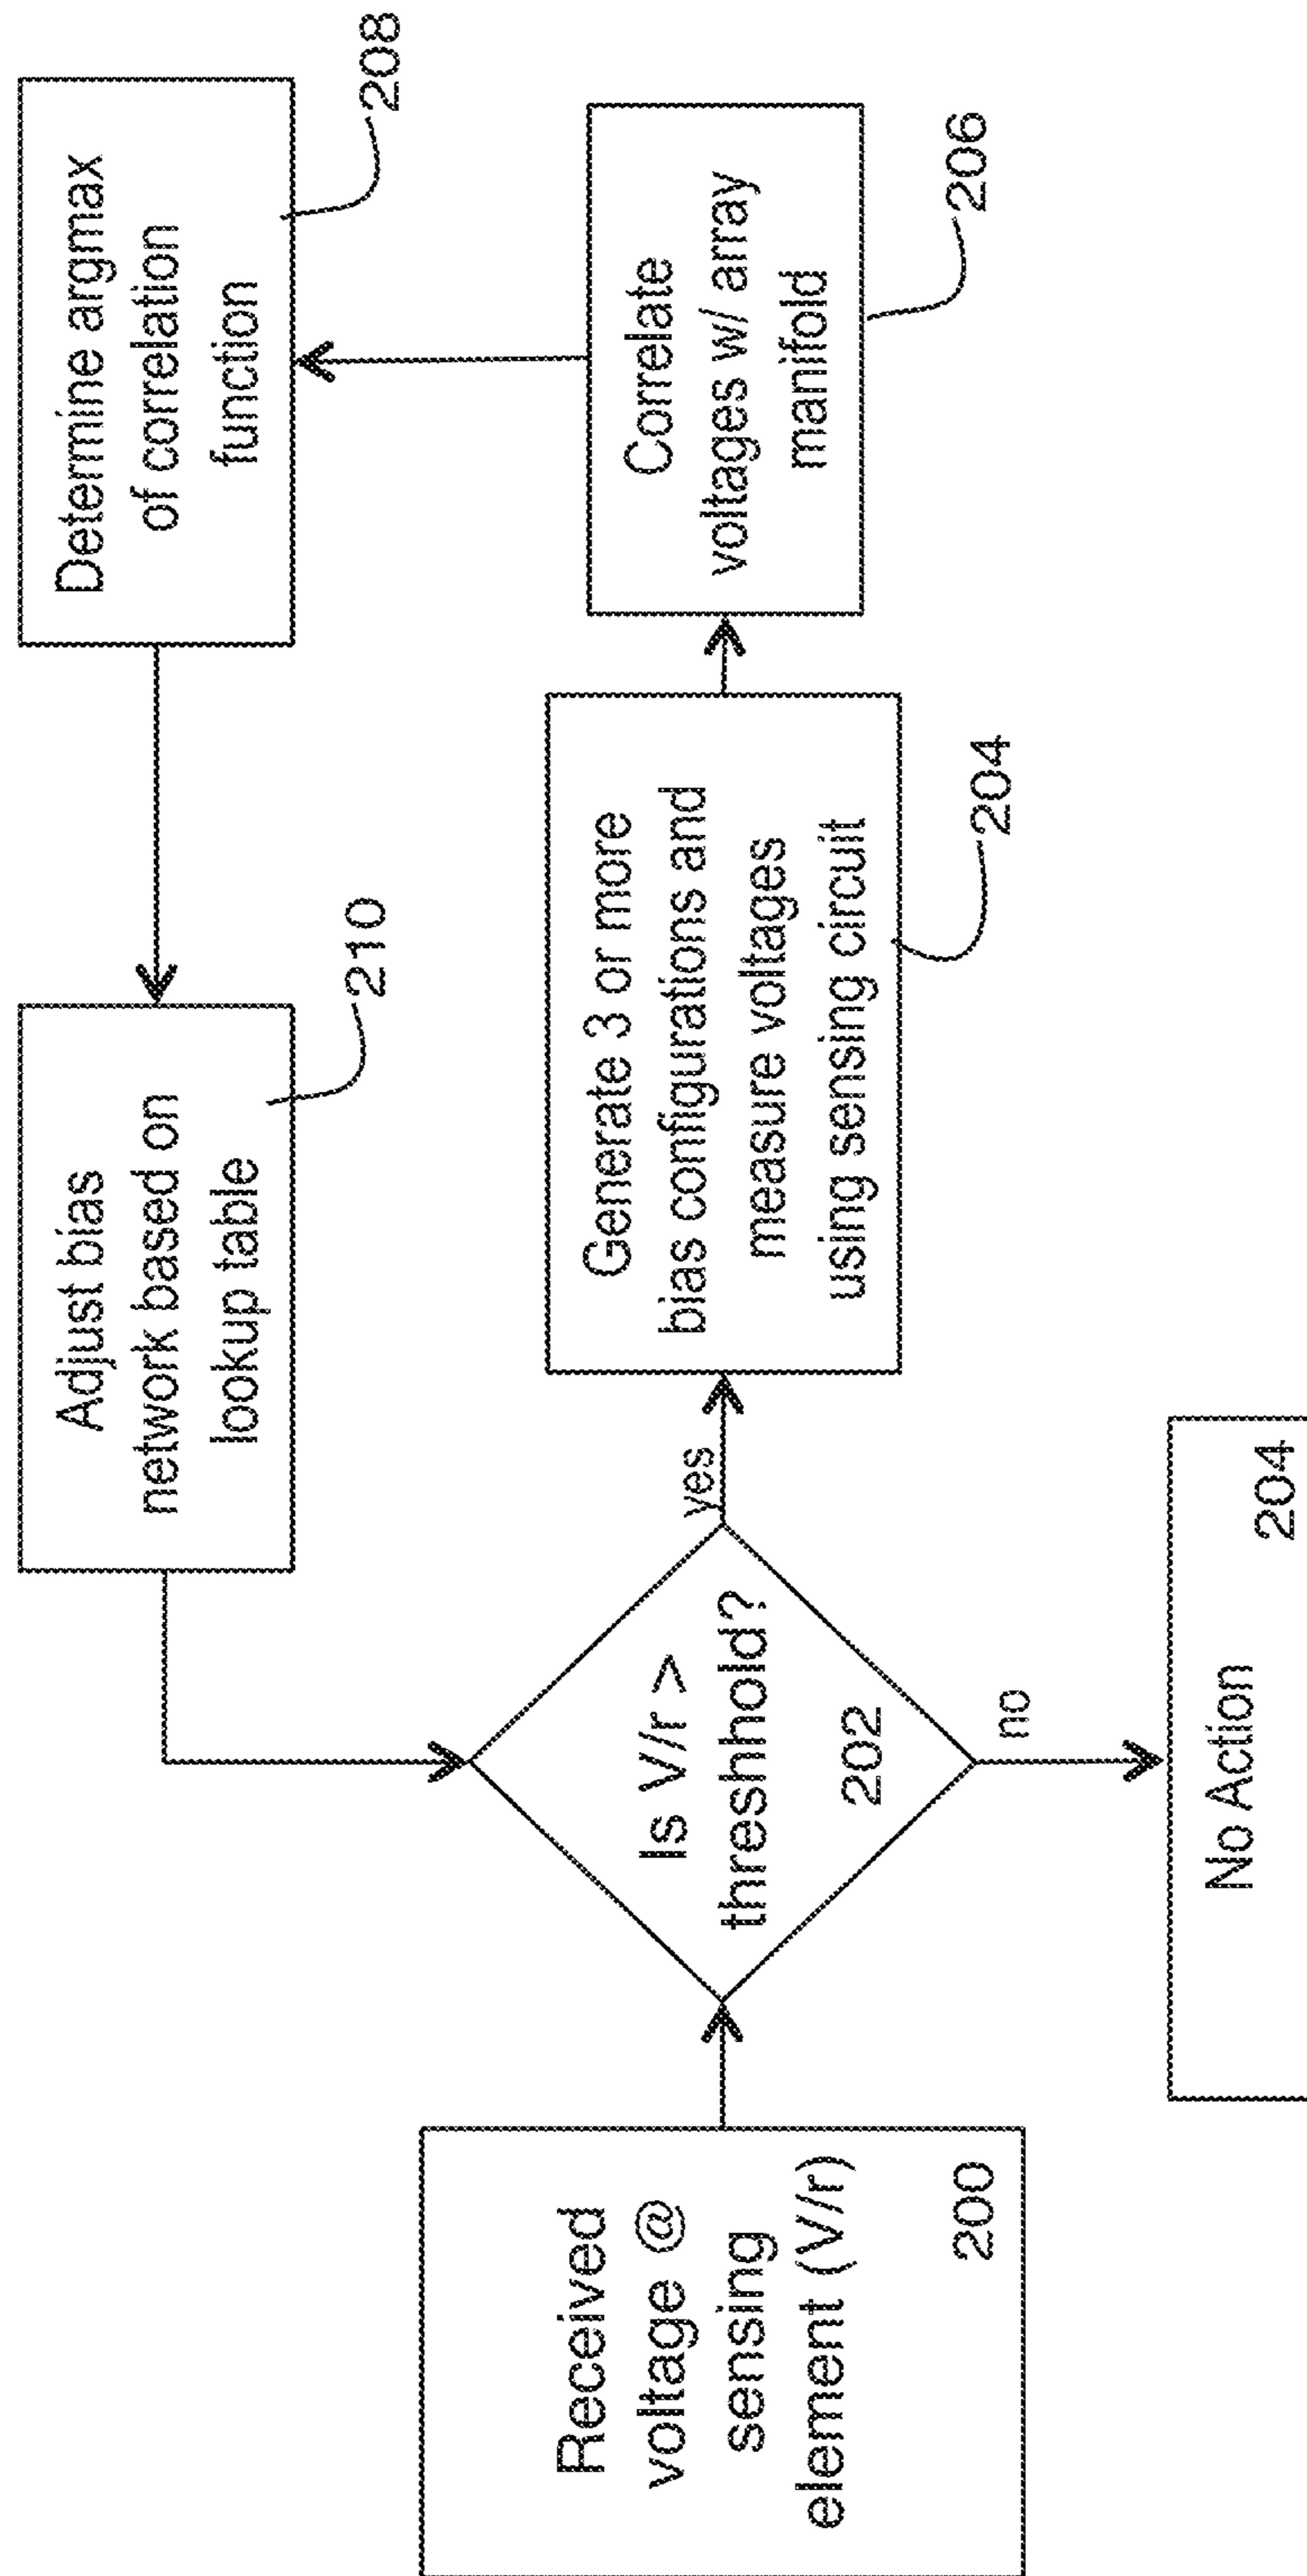 Received
voltage @
sensing
element (V/r)
200
Is V/r >
threshhold?
202
yes
no
No Action
204
Generate 3 or more
bias configurations and
measure voltages
using sensing circuit
204
Correlate
voltages w/ array
manifold
206
Determine argmax
of correlation
function
208
Adjust bias
network based on
lookup table
210